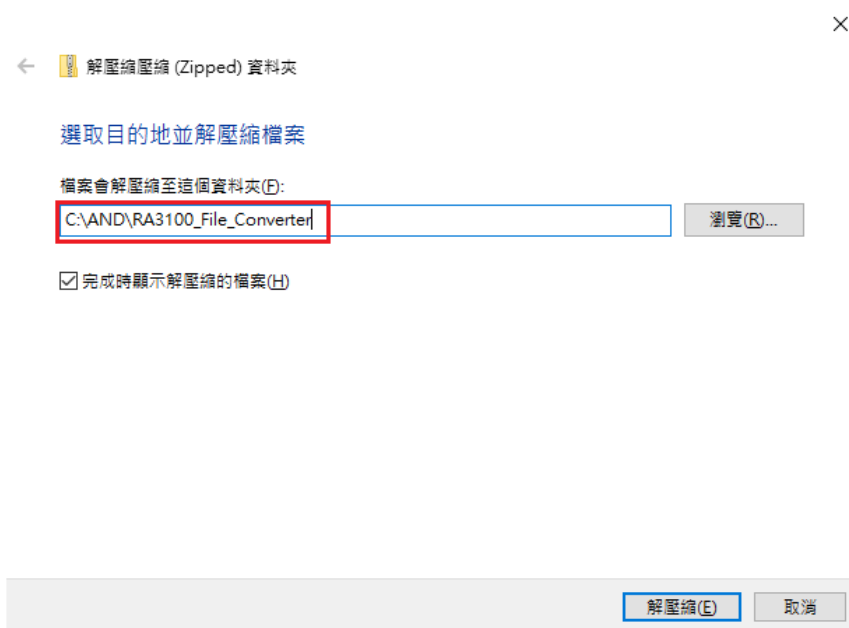 解壓縮壓縮 (Zipped) 資料夾
選取目的地並解壓縮檔案
檔案會解壓縮至這個資料夾(F):
C:\AND\RA3100_File_Converter
瀏覽(R)...
完成時顯示解壓縮的檔案(H)
解壓縮(E) 取消